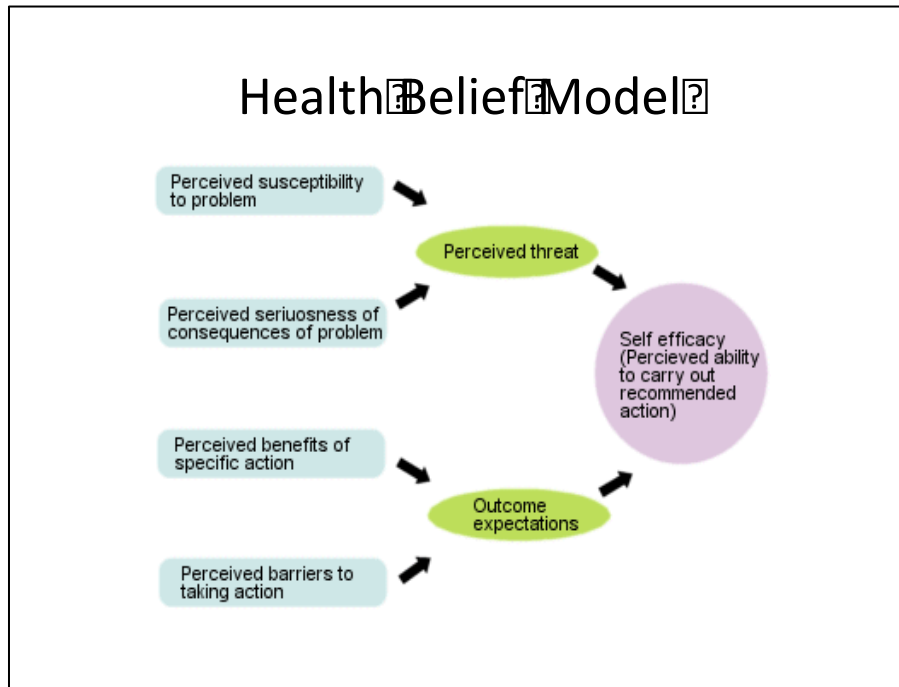 Health Belief Model
Perceived susceptibility
to problem
Perceived threat
Perceived seriuosness of
consequences of problem
Self efficacy
(Percieved ability
to carry out
recommended
action)
Perceived benefits of
specific action
Outcome
expectations
Perceived barriers to
taking action